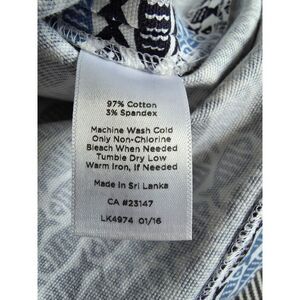 97% Cotton
3% Spandex
Machine Wash Cold
Only Non-Chlorine
Bleach When Needed
Tumble Dry Low
Warm Iron, If Needed
Made in Sri Lanka
CA #23147
LK4974 01/16